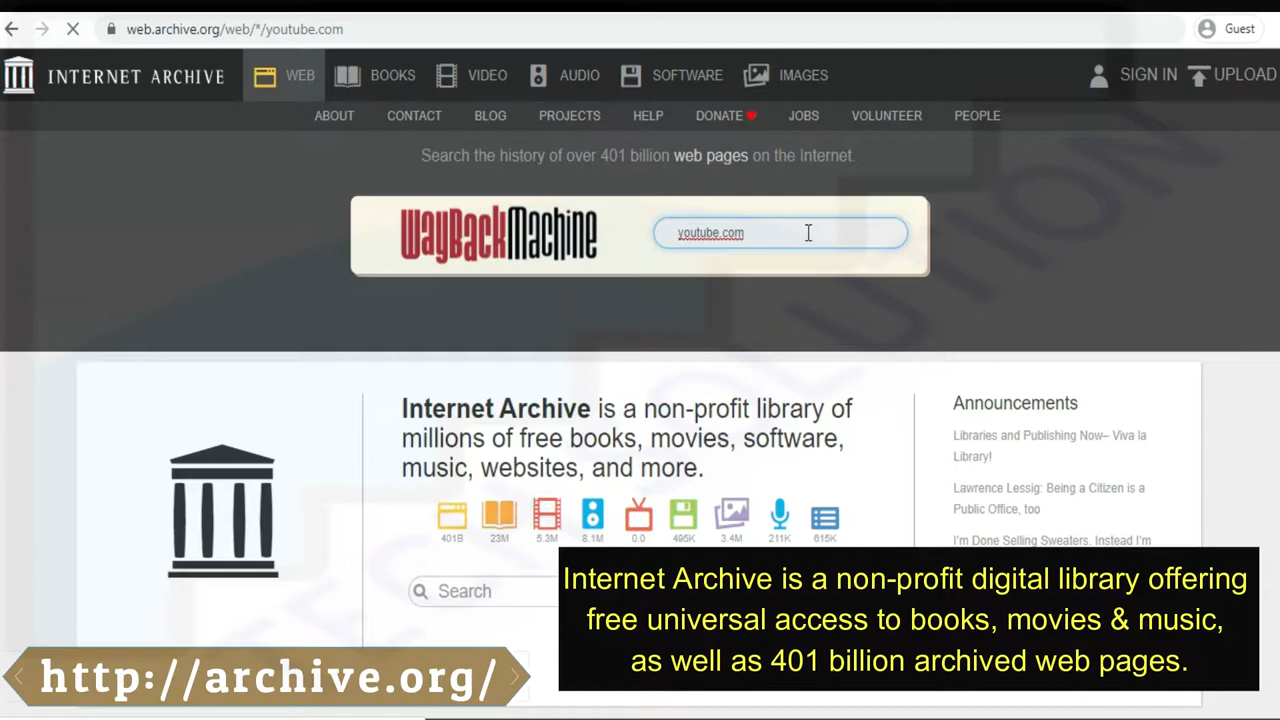 web.archive.org/web/*/youtube.com
Guest
INTERNET ARCHIVE
WEB
BOOKS
VIDEO
AUDIO
SOFTWARE
IMAGES
SIGN IN
UPLOAD
ABOUT
CONTACT
BLOG
PROJECTS
HELP
DONATE
JOBS
VOLUNTEER
PEOPLE
Search the history of over 401 billion web pages on the Internet.
WayBackMachine
youtube.com
Internet Archive is a non-profit library of
millions of free books, movies, software,
music, websites, and more.
401B
23M
5.3M
8.1M
0.0
495K
3.4M
211K
615K
Search
Announcements
Libraries and Publishing Now– Viva la
Library!
Lawrence Lessig: Being a Citizen is a
Public Office, too
I'm Done Selling Sweaters. Instead I'm
Internet Archive is a non-profit digital library offering
free universal access to books, movies & music,
as well as 401 billion archived web pages.
http://archive.org/